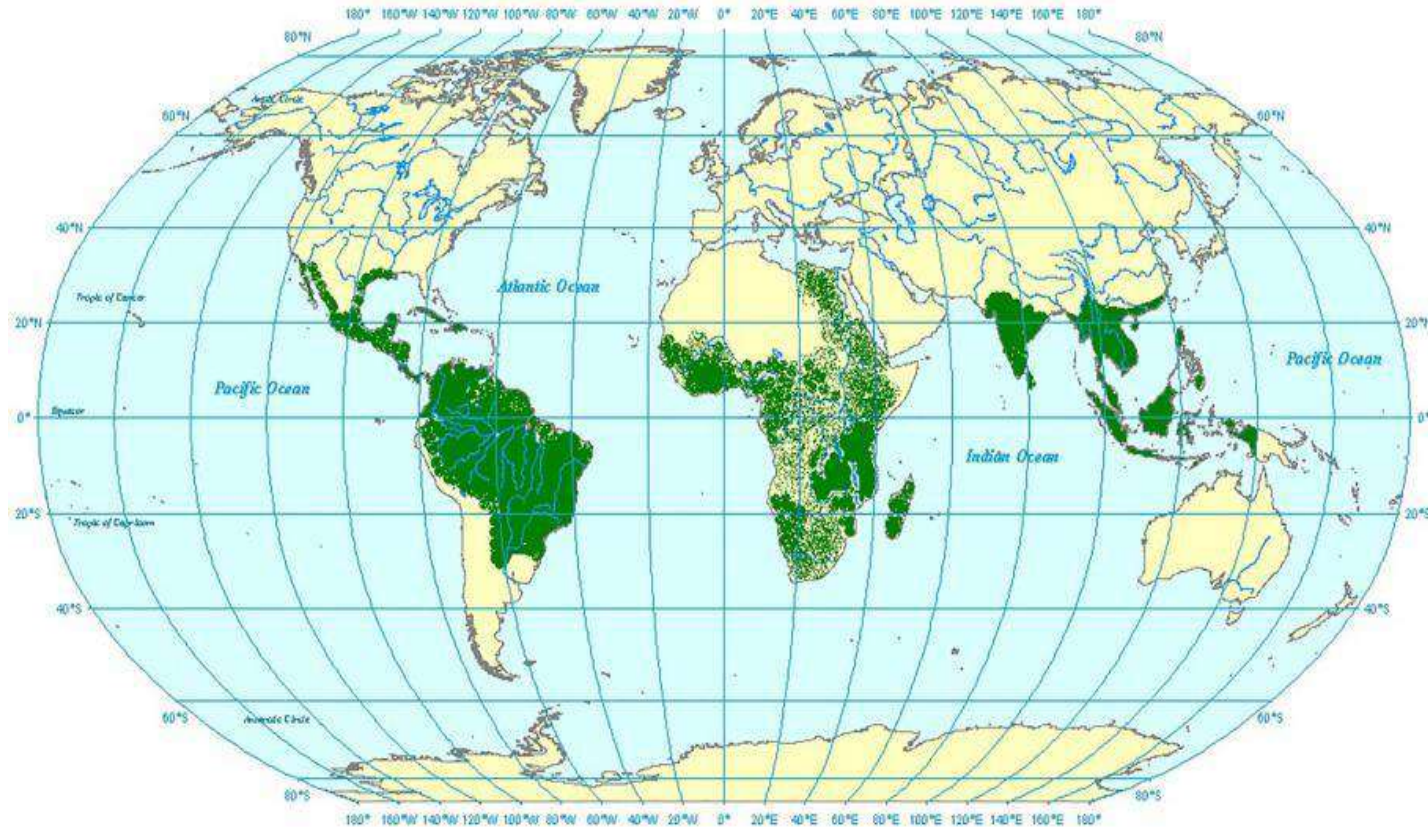 180° 160°W 140°W 120°W 100°W 80°W 60°W 40°W 20°W 0° 20°E 40°E 60°E 80°E 100°E 120°E 140°E 160°E 180°
80°N 80°N
Arctic Circle
60°N 60°N
40°N 40°N
Atlantic Ocean
Tropic of Cancer
20°N 20°N
Pacific Ocean Pacific Ocean
Equator
0° 0°
Indian Ocean
20°S 20°S
Tropic of Capricorn
40°S 40°S
60°S 60°S
Antarctic Circle
80°S 80°S
180° 160°W 140°W 120°W 100°W 80°W 60°W 40°W 20°W 0° 20°E 40°E 60°E 80°E 100°E 120°E 140°E 160°E 180°